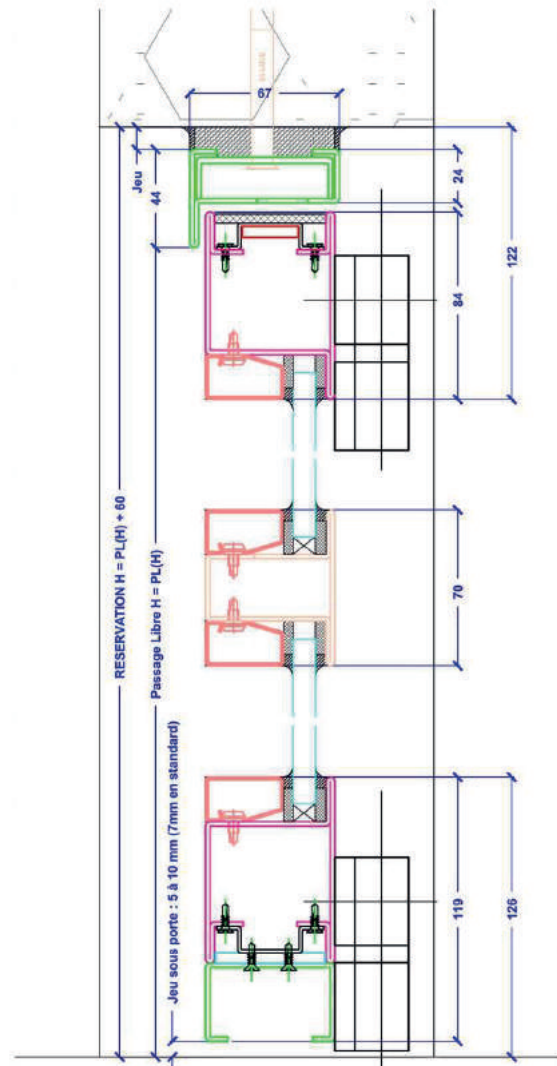 67
Jeu
44
24
84
122
RESERVATION H = PL(H) + 60
Passage Libre H = PL(H)
70
Jeu sous porte : 5 à 10 mm (7mm en standard)
119
126